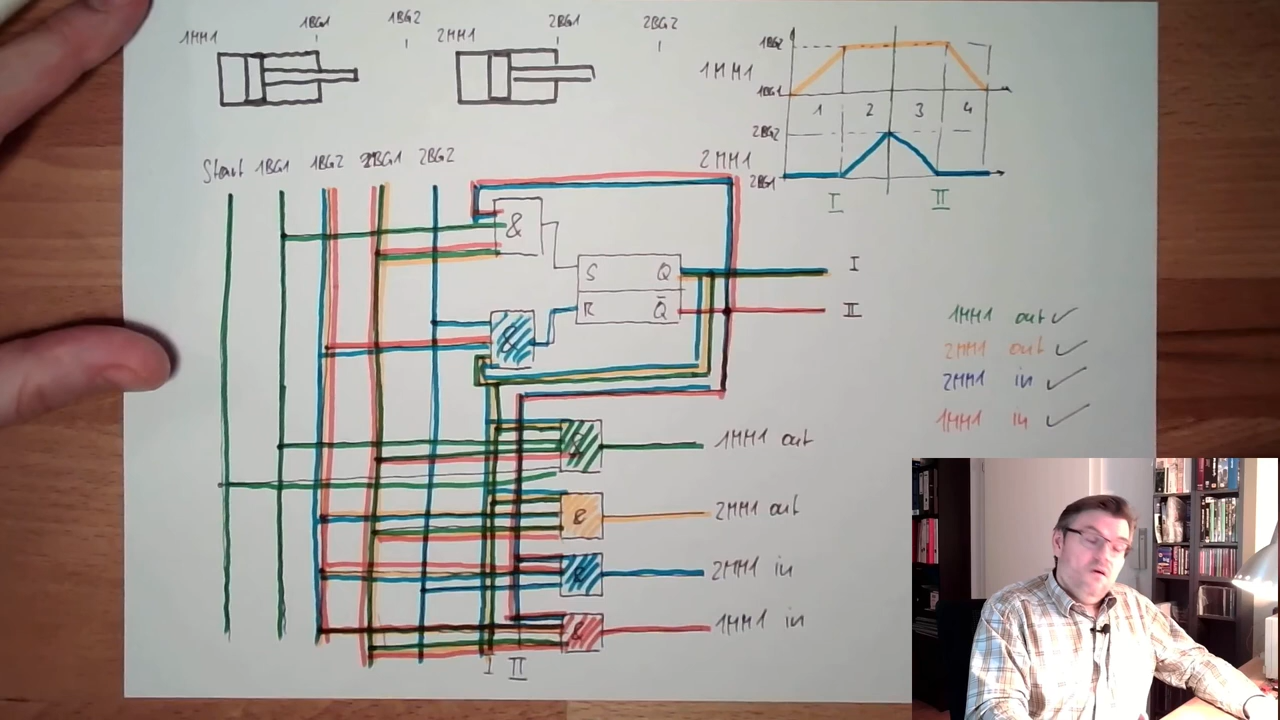 1MM1 1BG1 1BG2 2MM1 2BG1 2BG2
1BG2
1MM1
1BG1
1 2 3 4
2BG2
2MM1
2BG1
I II
Start 1BG1 1BG2 2BG1 2BG2
&
S Q
R Q̄
I
II
&
& 1MM1 out
& 2MM1 out
& 2MM1 in
& 1MM1 in
I II
1MM1 out ✓
2MM1 out ✓
2MM1 in ✓
1MM1 in ✓